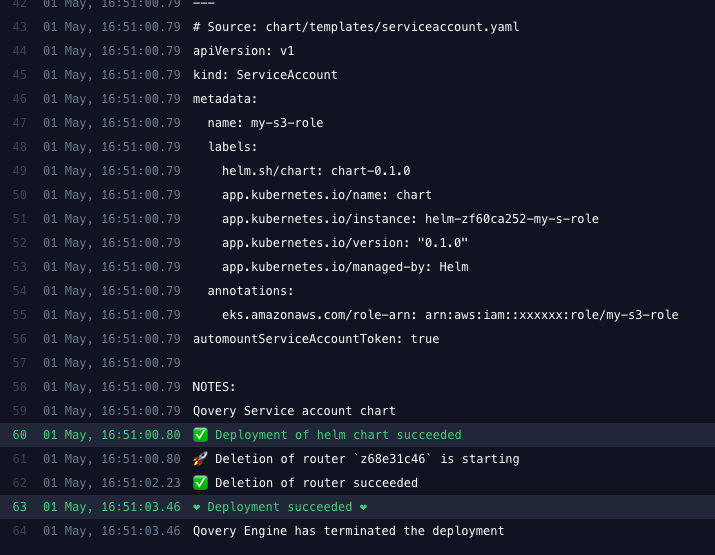 42 01 May, 16:51:00.79 ---
43 01 May, 16:51:00.79 # Source: chart/templates/serviceaccount.yaml
44 01 May, 16:51:00.79 apiVersion: v1
45 01 May, 16:51:00.79 kind: ServiceAccount
46 01 May, 16:51:00.79 metadata:
47 01 May, 16:51:00.79   name: my-s3-role
48 01 May, 16:51:00.79   labels:
49 01 May, 16:51:00.79     helm.sh/chart: chart-0.1.0
50 01 May, 16:51:00.79     app.kubernetes.io/name: chart
51 01 May, 16:51:00.79     app.kubernetes.io/instance: helm-zf60ca252-my-s-role
52 01 May, 16:51:00.79     app.kubernetes.io/version: "0.1.0"
53 01 May, 16:51:00.79     app.kubernetes.io/managed-by: Helm
54 01 May, 16:51:00.79   annotations:
55 01 May, 16:51:00.79     eks.amazonaws.com/role-arn: arn:aws:iam::xxxxxx:role/my-s3-role
56 01 May, 16:51:00.79 automountServiceAccountToken: true
57 01 May, 16:51:00.79
58 01 May, 16:51:00.79 NOTES:
59 01 May, 16:51:00.79 Qovery Service account chart
60 01 May, 16:51:00.80 ✅ Deployment of helm chart succeeded
61 01 May, 16:51:00.80 🚀 Deletion of router `z68e31c46` is starting
62 01 May, 16:51:02.23 ✅ Deletion of router succeeded
63 01 May, 16:51:03.46 ❤ Deployment succeeded ❤
64 01 May, 16:51:03.46 Qovery Engine has terminated the deployment